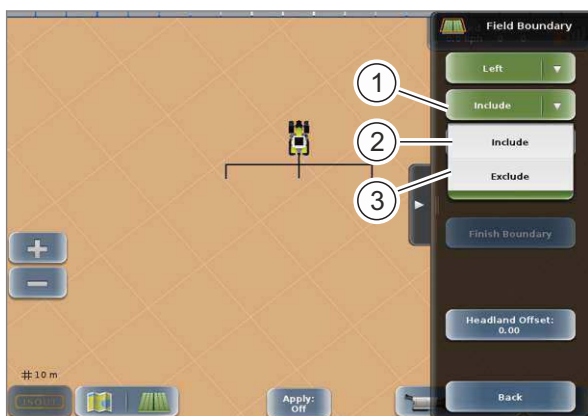 Field Boundary
Left
1
Include
2
Include
3
Exclude
Finish Boundary
Headland Offset:
0.00
10 m
ISOUT
Apply:
Off
Back